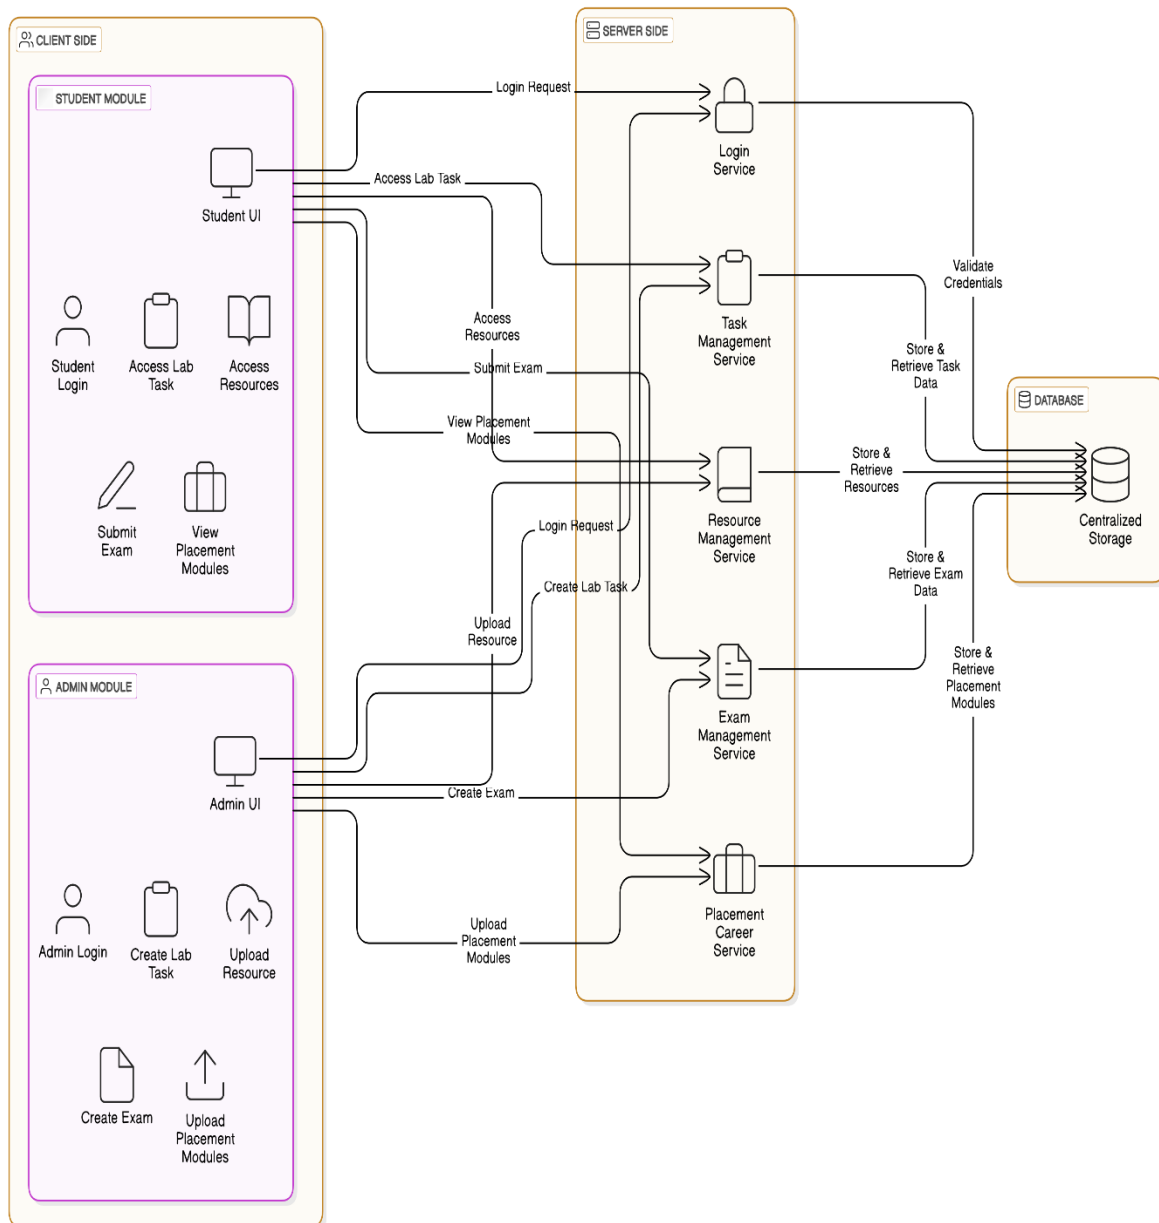 CLIENT SIDE
STUDENT MODULE
Student UI
Student
Login
Access Lab
Task
Access
Resources
Submit
Exam
View
Placement
Modules
ADMIN MODULE
Admin UI
Admin Login
Create Lab
Task
Upload
Resource
Create Exam
Upload
Placement
Modules
Login Request
Access Lab Task
Access
Resources
Submit Exam
View Placement
Modules
Login Request
Create Lab Task
Upload
Resource
Create Exam
Upload
Placement
Modules
SERVER SIDE
Login
Service
Task
Management
Service
Resource
Management
Service
Exam
Management
Service
Placement
Career
Service
Validate
Credentials
Store &
Retrieve Task
Data
Store &
Retrieve
Resources
Store &
Retrieve Exam
Data
Store &
Retrieve
Placement
Modules
DATABASE
Centralized
Storage